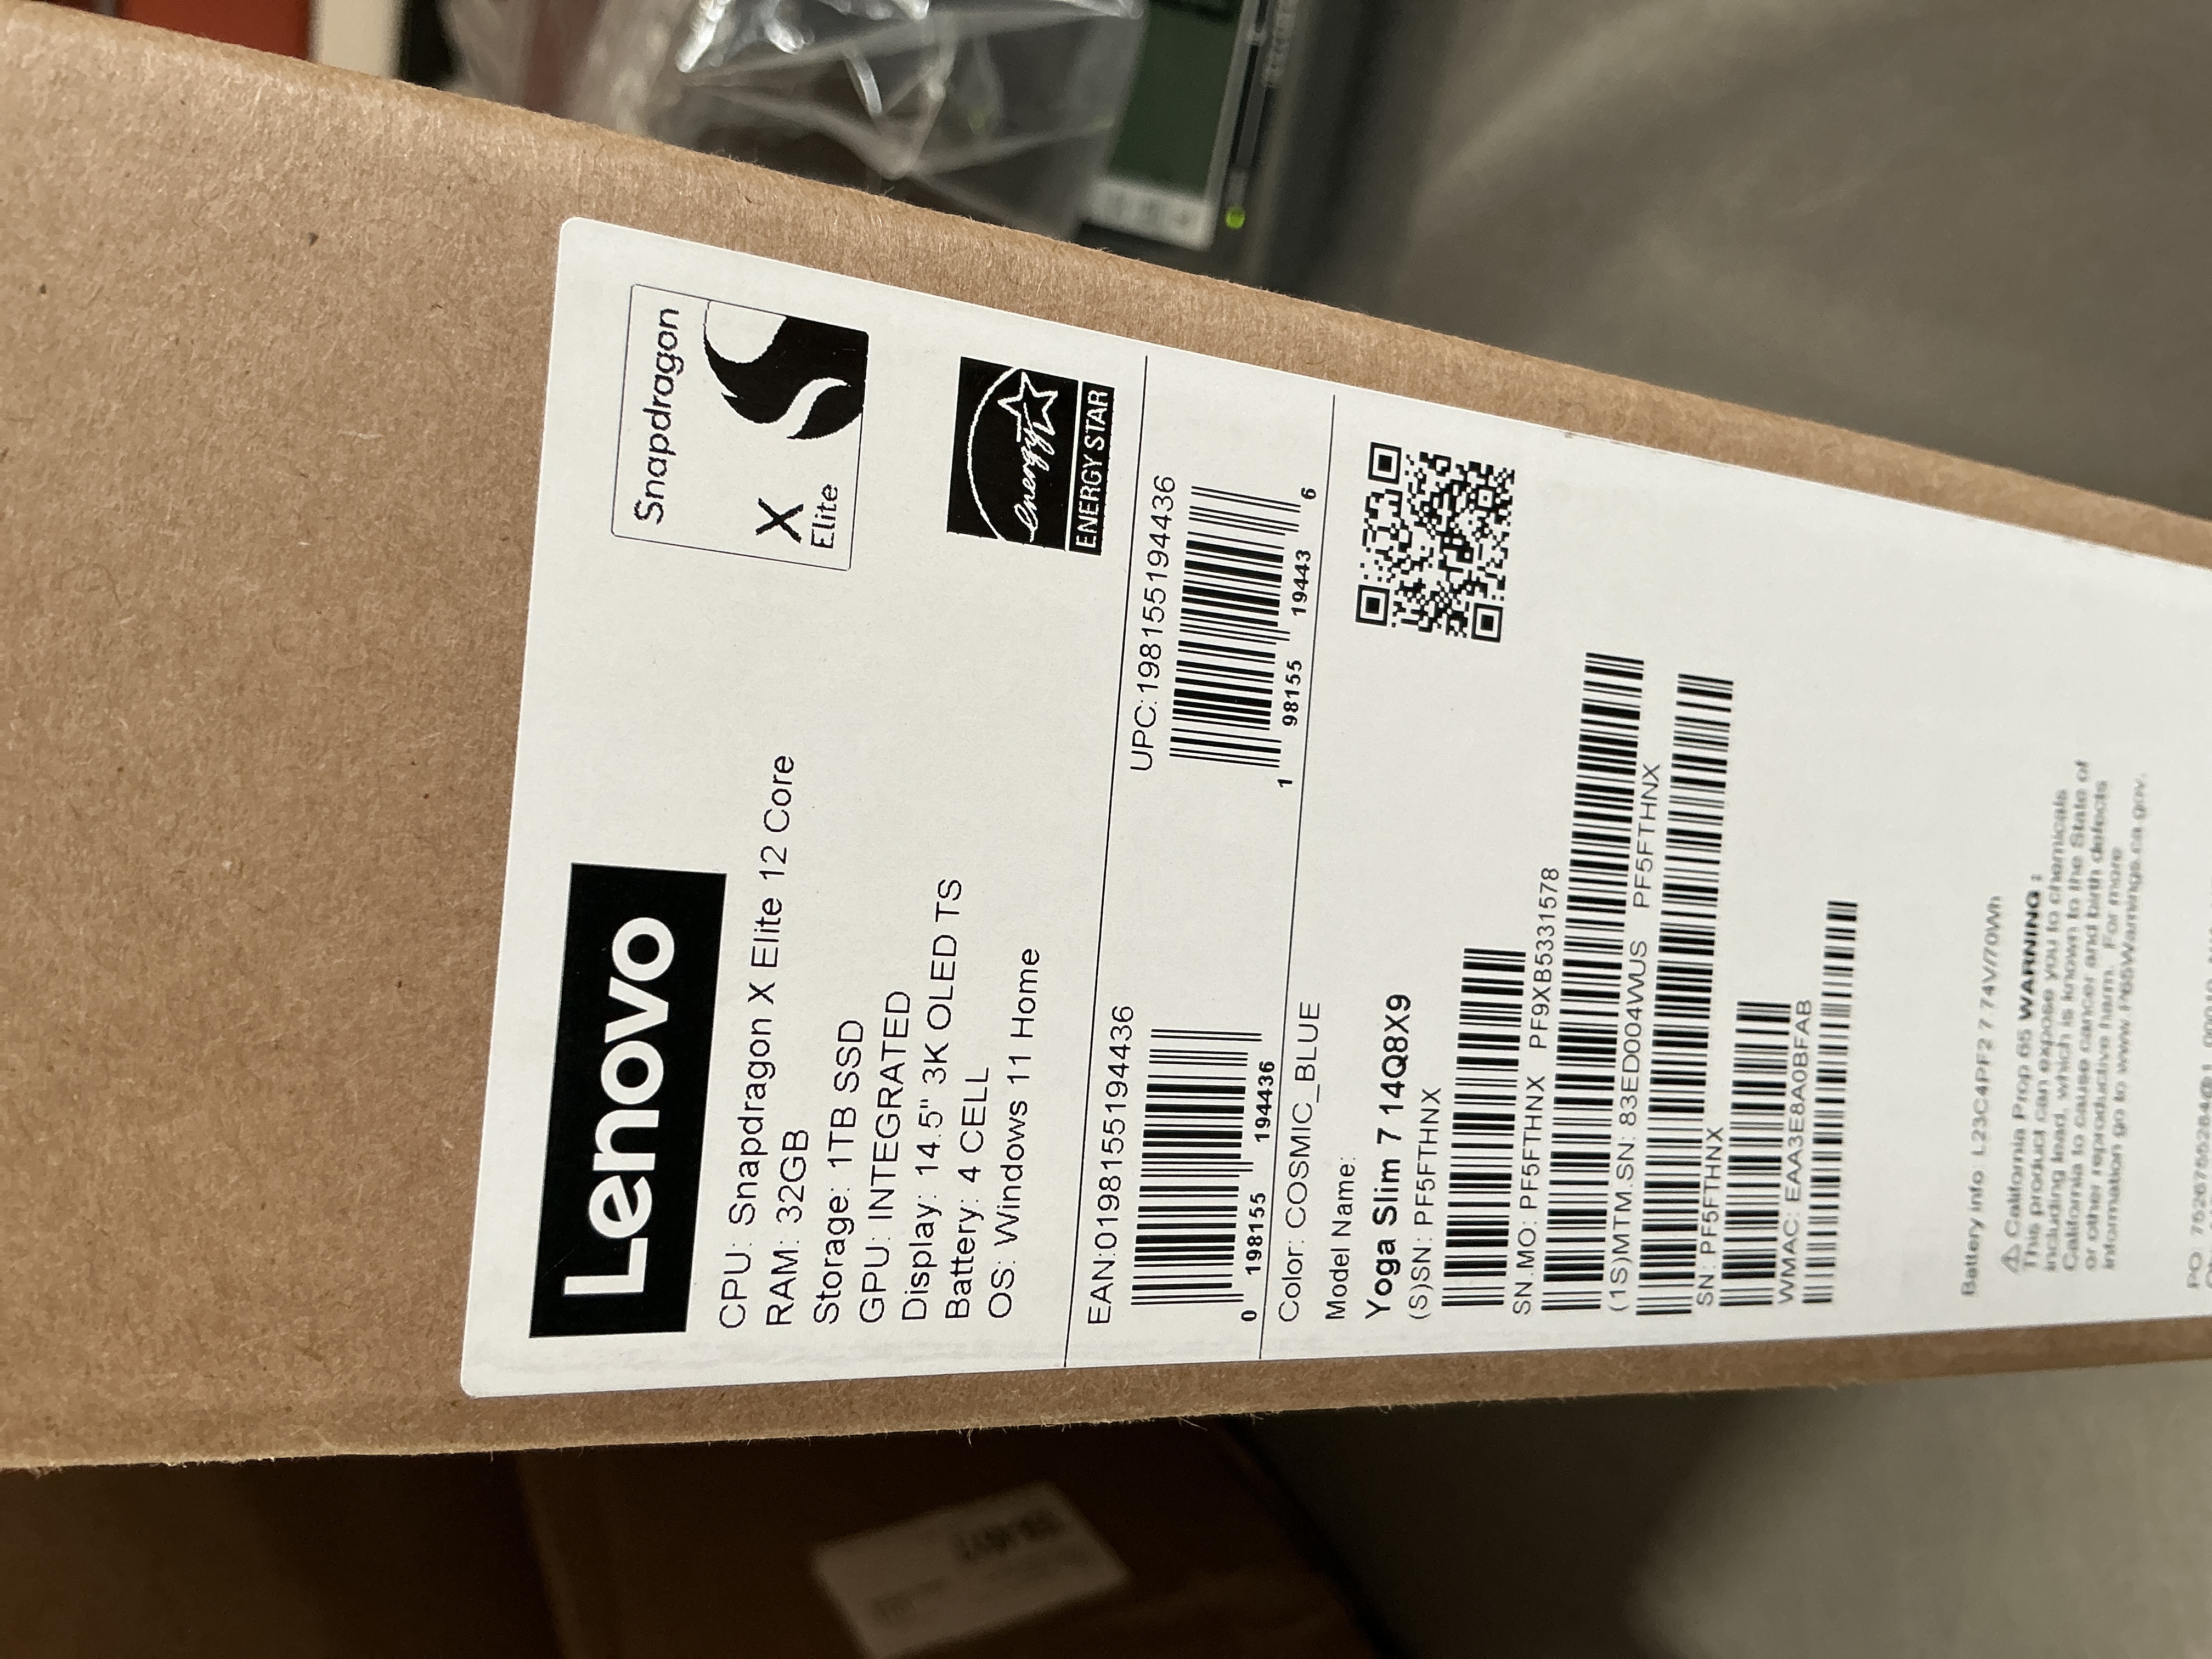 Lenovo
Snapdragon
X
Elite
CPU: Snapdragon X Elite 12 Core
RAM: 32GB
Storage: 1TB SSD
GPU: INTEGRATED
Display: 14.5" 3K OLED TS
Battery: 4 CELL
OS: Windows 11 Home
energy
ENERGY STAR
EAN:0198155194436
0 198155 194436
UPC:198155194436
1 98155 19443 6
Color: COSMIC_BLUE
Model Name:
Yoga Slim 7 14Q8X9
(S)SN: PF5FTHNX
SN.MO: PF5FTHNX PF9XB5331578
(1S)MTM.SN: 83ED004WUS PF5FTHNX
SN: PF5FTHNX
WMAC: EAA3E8A0BFAB
Battery info: L23C4PF2 7.74V/70Wh
⚠ California Prop 65 WARNING :
This product can expose you to chemicals
including lead, which is known to the State of
California to cause cancer and birth defects
or other reproductive harm. For more
information go to www.P65Warnings.ca.gov.
PO